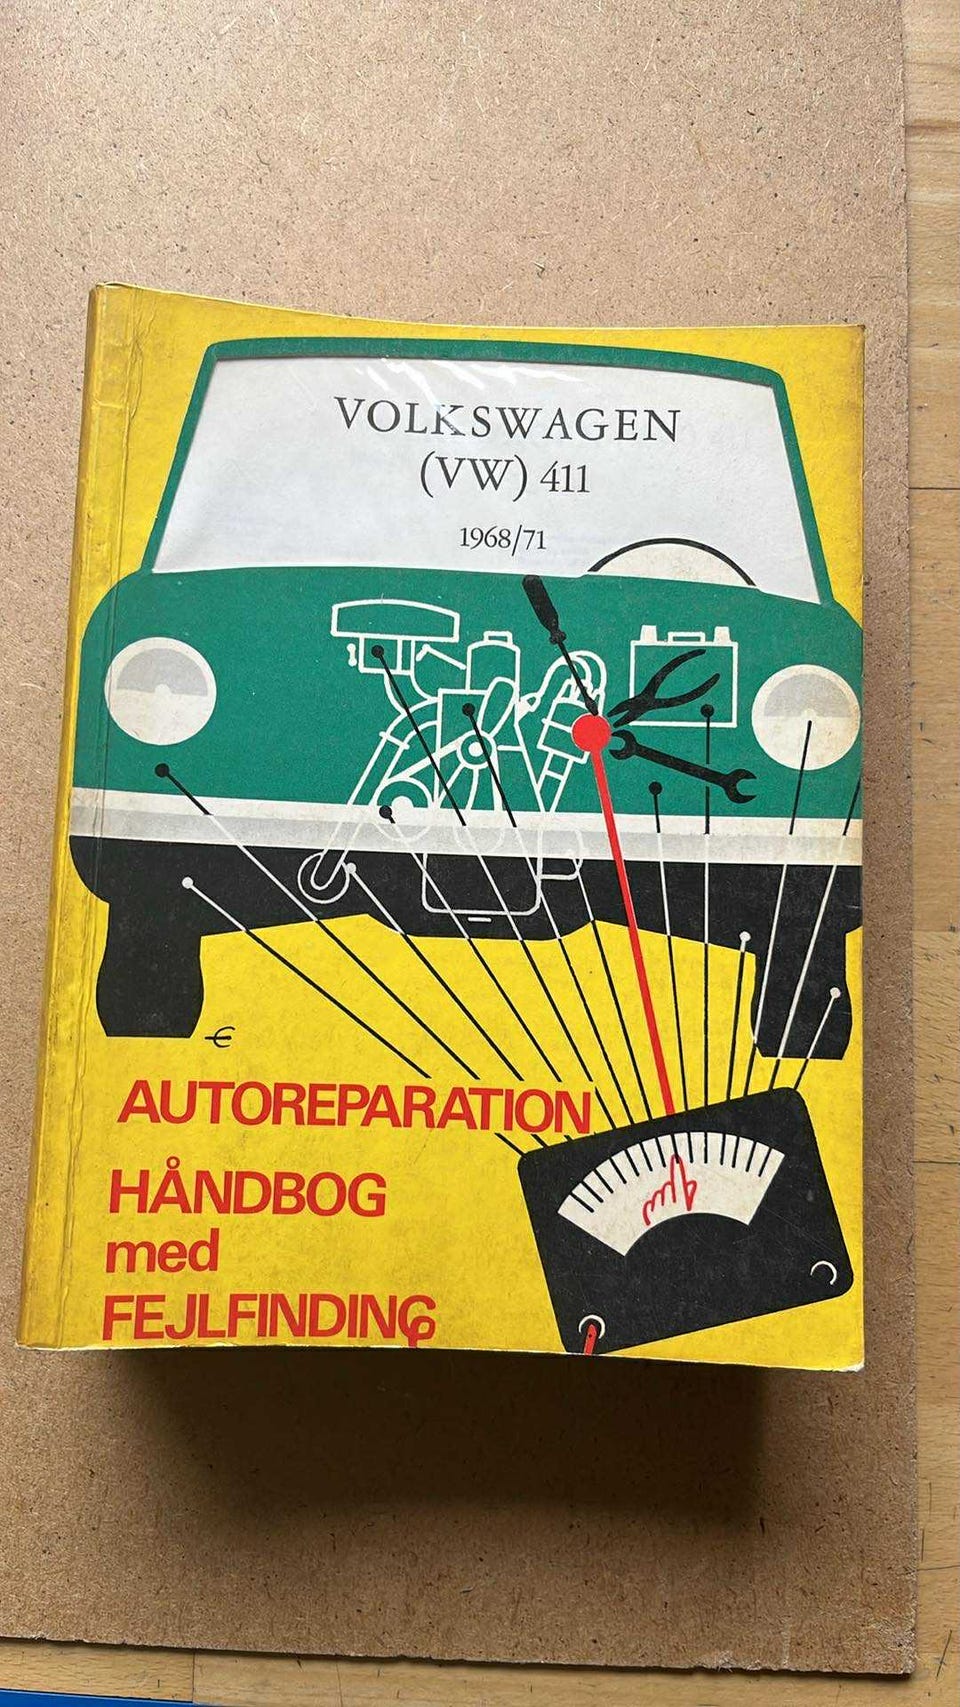 VOLKSWAGEN
(VW) 411
1968/71
AUTOREPARATION
HÅNDBOG
med
FEJLFINDING